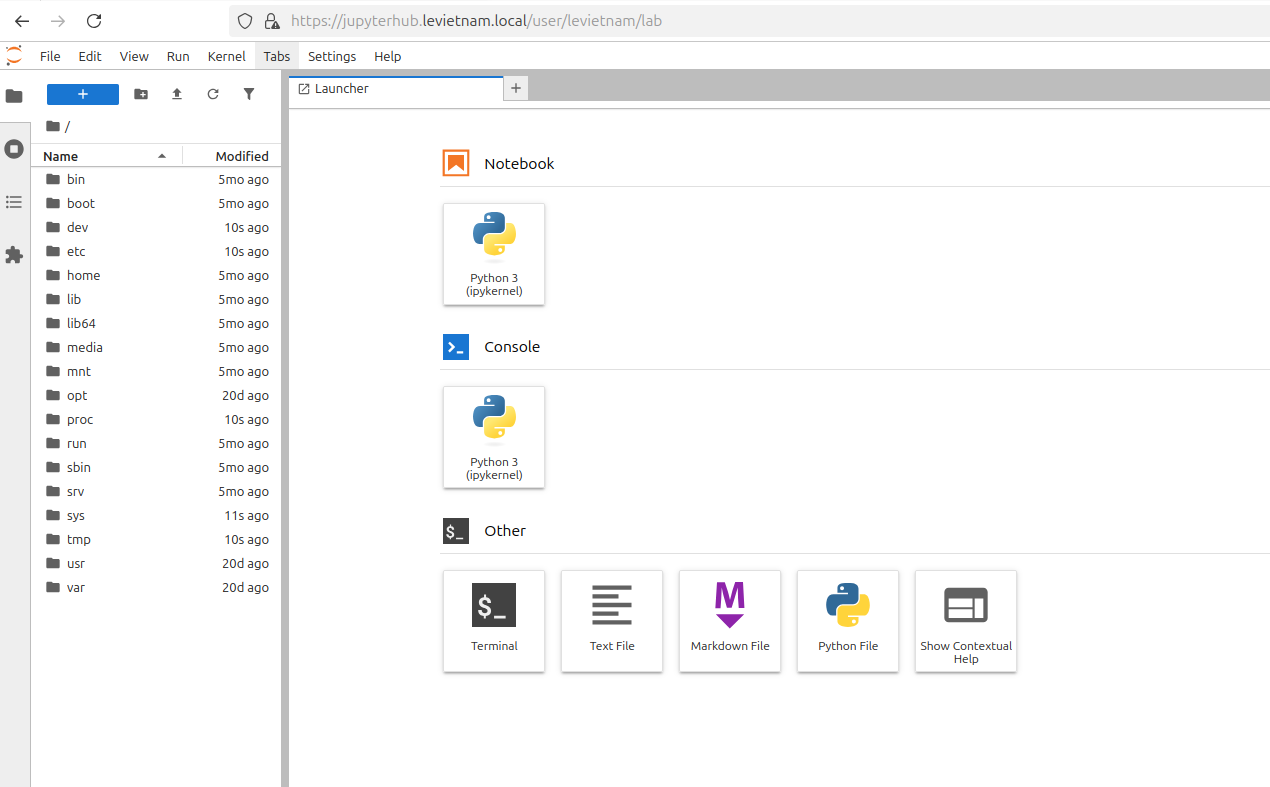 https://jupyterhub.levietnam.local/user/levietnam/lab
File Edit View Run Kernel Tabs Settings Help
+
/
Name Modified
bin 5mo ago
boot 5mo ago
dev 10s ago
etc 10s ago
home 5mo ago
lib 5mo ago
lib64 5mo ago
media 5mo ago
mnt 5mo ago
opt 20d ago
proc 10s ago
run 5mo ago
sbin 5mo ago
srv 5mo ago
sys 11s ago
tmp 10s ago
usr 20d ago
var 20d ago
Launcher +
Notebook
Python 3
(ipykernel)
Console
Python 3
(ipykernel)
$_ Other
$_
Terminal
Text File
M
Markdown File
Python File
Show Contextual
Help